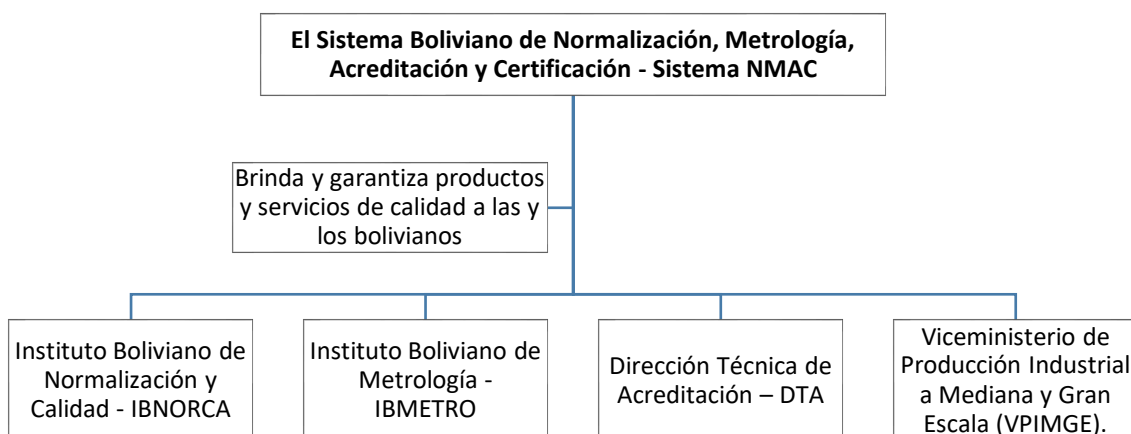 El Sistema Boliviano de Normalización, Metrología,
Acreditación y Certificación - Sistema NMAC
Brinda y garantiza productos
y servicios de calidad a las y
los bolivianos
Instituto Boliviano de
Normalización y
Calidad - IBNORCA
Instituto Boliviano de
Metrología -
IBMETRO
Dirección Técnica de
Acreditación – DTA
Viceministerio de
Producción Industrial
a Mediana y Gran
Escala (VPIMGE).